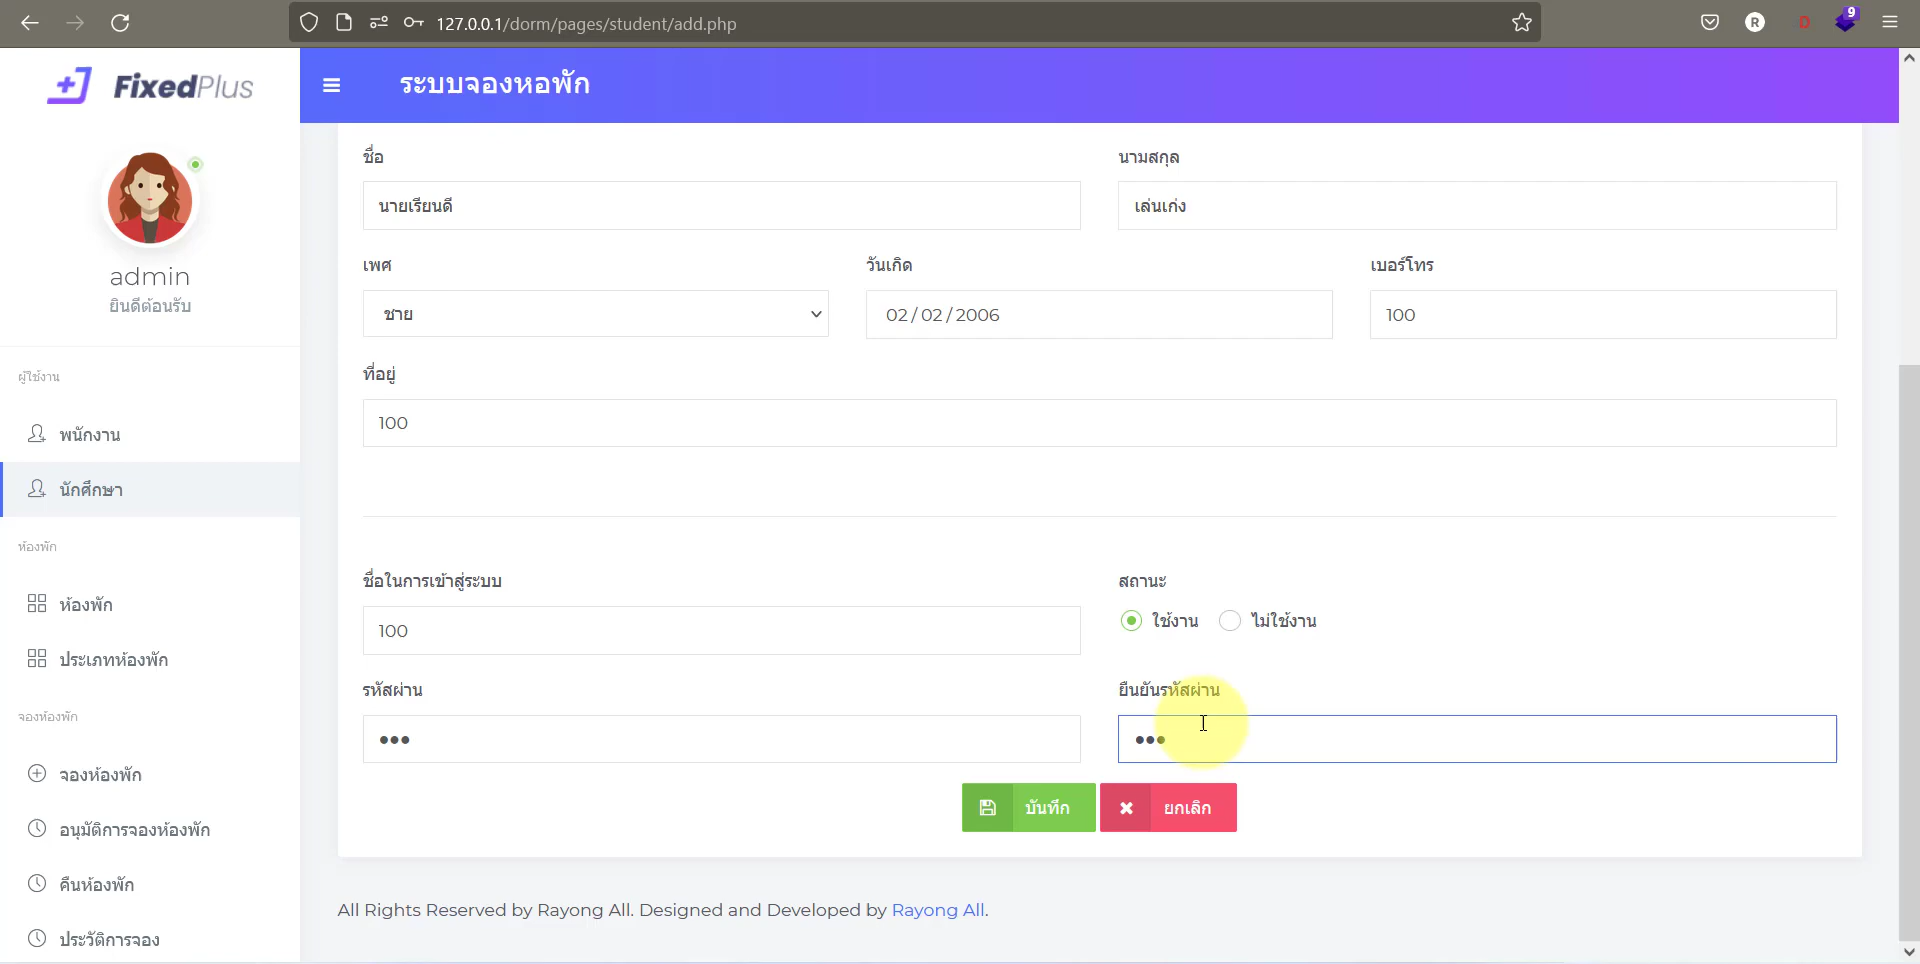 127.0.0.1/dorm/pages/student/add.php
R
D
9
FixedPlus
ระบบจองหอพัก
admin
ยินดีต้อนรับ
ผู้ใช้งาน
พนักงาน
นักศึกษา
ห้องพัก
ห้องพัก
ประเภทห้องพัก
จองห้องพัก
จองห้องพัก
อนุมัติการจองห้องพัก
คืนห้องพัก
ประวัติการจอง
ชื่อ
นามสกุล
นายเรียนดี
เล่นเก่ง
เพศ
วันเกิด
เบอร์โทร
ชาย
02 / 02 / 2006
100
ที่อยู่
100
ชื่อในการเข้าสู่ระบบ
สถานะ
100
ใช้งาน
ไม่ใช้งาน
รหัสผ่าน
ยืนยันรหัสผ่าน
●●●
●●●
บันทึก
ยกเลิก
All Rights Reserved by Rayong All. Designed and Developed by Rayong All.